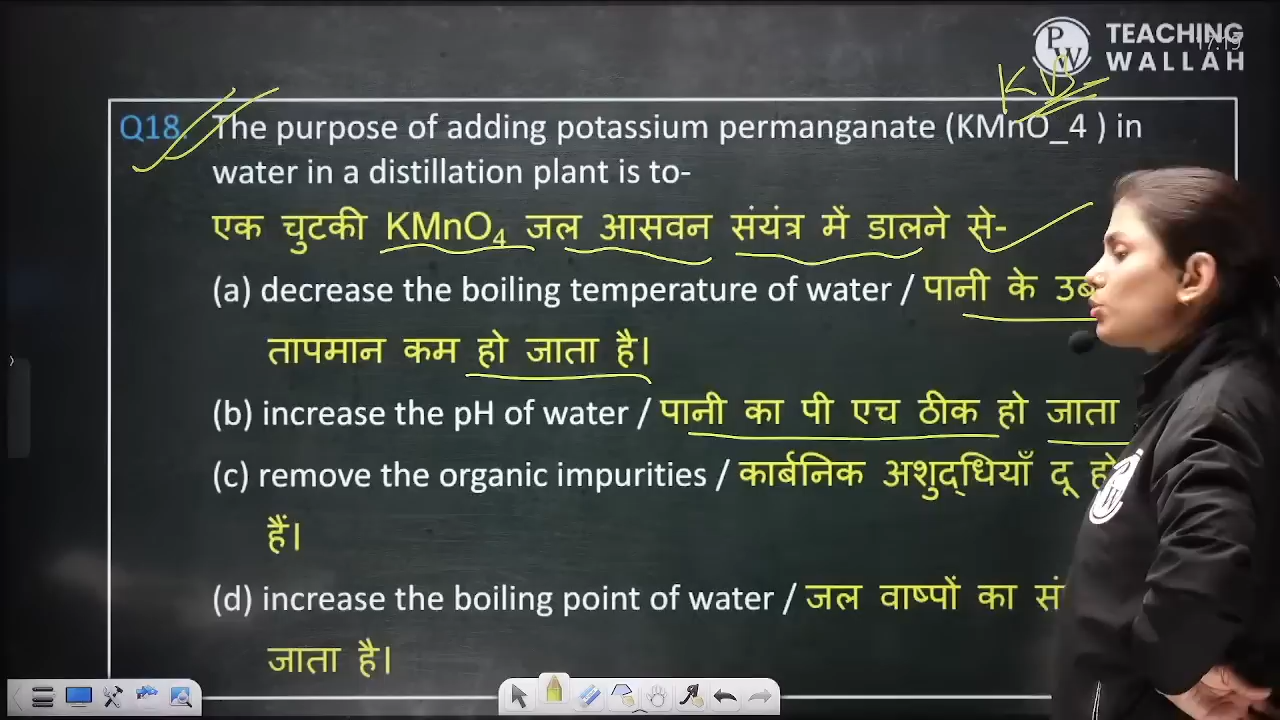 PW TEACHING
WALLAH
Q18. The purpose of adding potassium permanganate (KMnO_4 ) in
water in a distillation plant is to-
एक चुटकी KMnO₄ जल आसवन संयंत्र में डालने से-
(a) decrease the boiling temperature of water / पानी के
तापमान कम हो जाता है।
(b) increase the pH of water / पानी का पी एच ठीक हो जाता
(c) remove the organic impurities / कार्बनिक अशुद्धियाँ दू
हैं।
(d) increase the boiling point of water / जल वाष्पों का
जाता है।